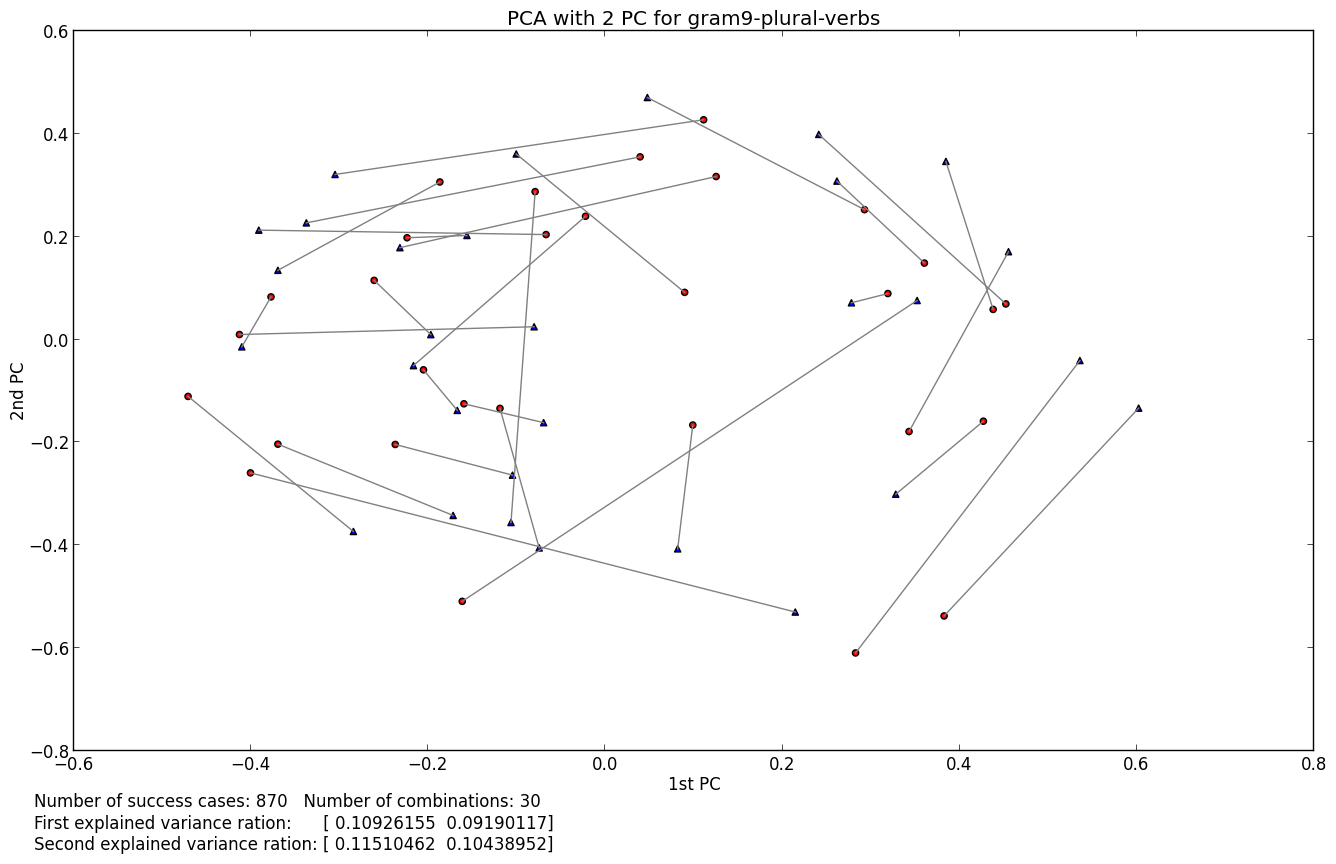 PCA with 2 PC for gram9-plural-verbs
0.6
0.4
0.2
0.0
−0.2
−0.4
−0.6
−0.8
2nd PC
−0.6 −0.4 −0.2 0.0 0.2 0.4 0.6 0.8
1st PC
Number of success cases: 870 Number of combinations: 30
First explained variance ration: [ 0.10926155 0.09190117]
Second explained variance ration: [ 0.11510462 0.10438952]